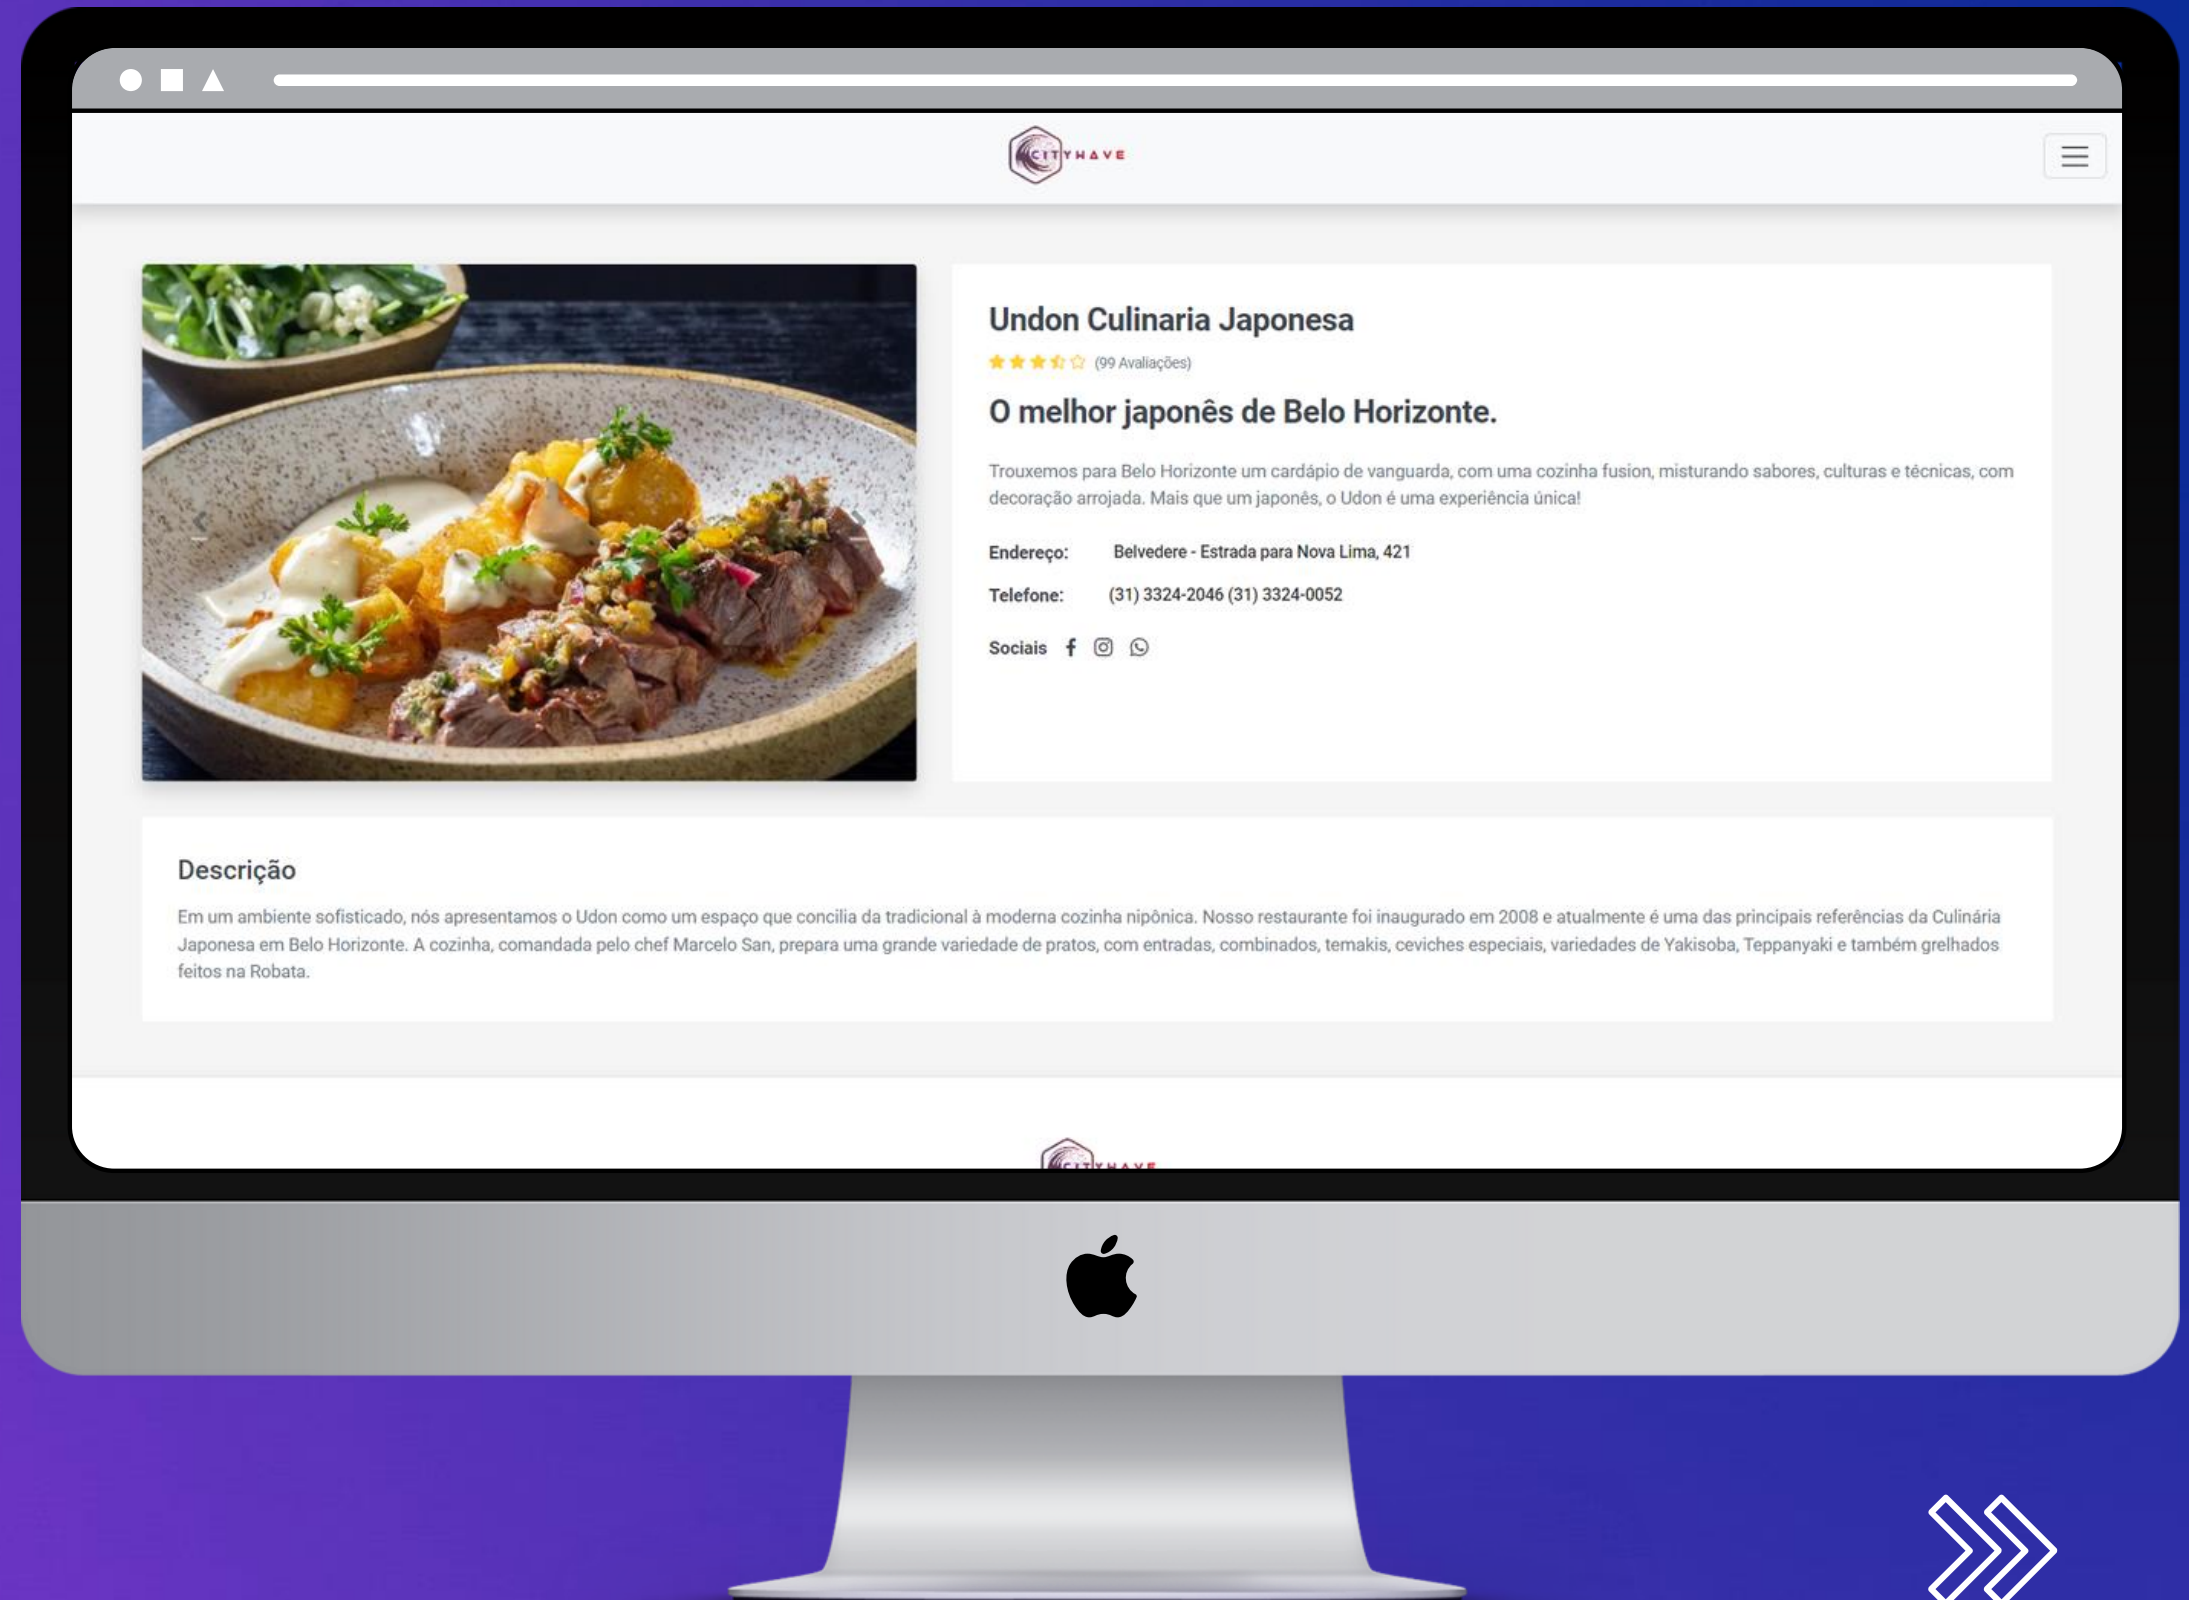 CITYWAVE
Undon Culinaria Japonesa
(99 Avaliações)
O melhor japonês de Belo Horizonte.
Trouxemos para Belo Horizonte um cardápio de vanguarda, com uma cozinha fusion, misturando sabores, culturas e técnicas, com
decoração arrojada. Mais que um japonês, o Udon é uma experiência única!
Endereço: Belvedere - Estrada para Nova Lima, 421
Telefone: (31) 3324-2046 (31) 3324-0052
Sociais
Descrição
Em um ambiente sofisticado, nós apresentamos o Udon como um espaço que concilia da tradicional à moderna cozinha nipônica. Nosso restaurante foi inaugurado em 2008 e atualmente é uma das principais referências da Culinária
Japonesa em Belo Horizonte. A cozinha, comandada pelo chef Marcelo San, prepara uma grande variedade de pratos, com entradas, combinados, temakis, ceviches especiais, variedades de Yakisoba, Teppanyaki e também grelhados
feitos na Robata.
CITYWAVE